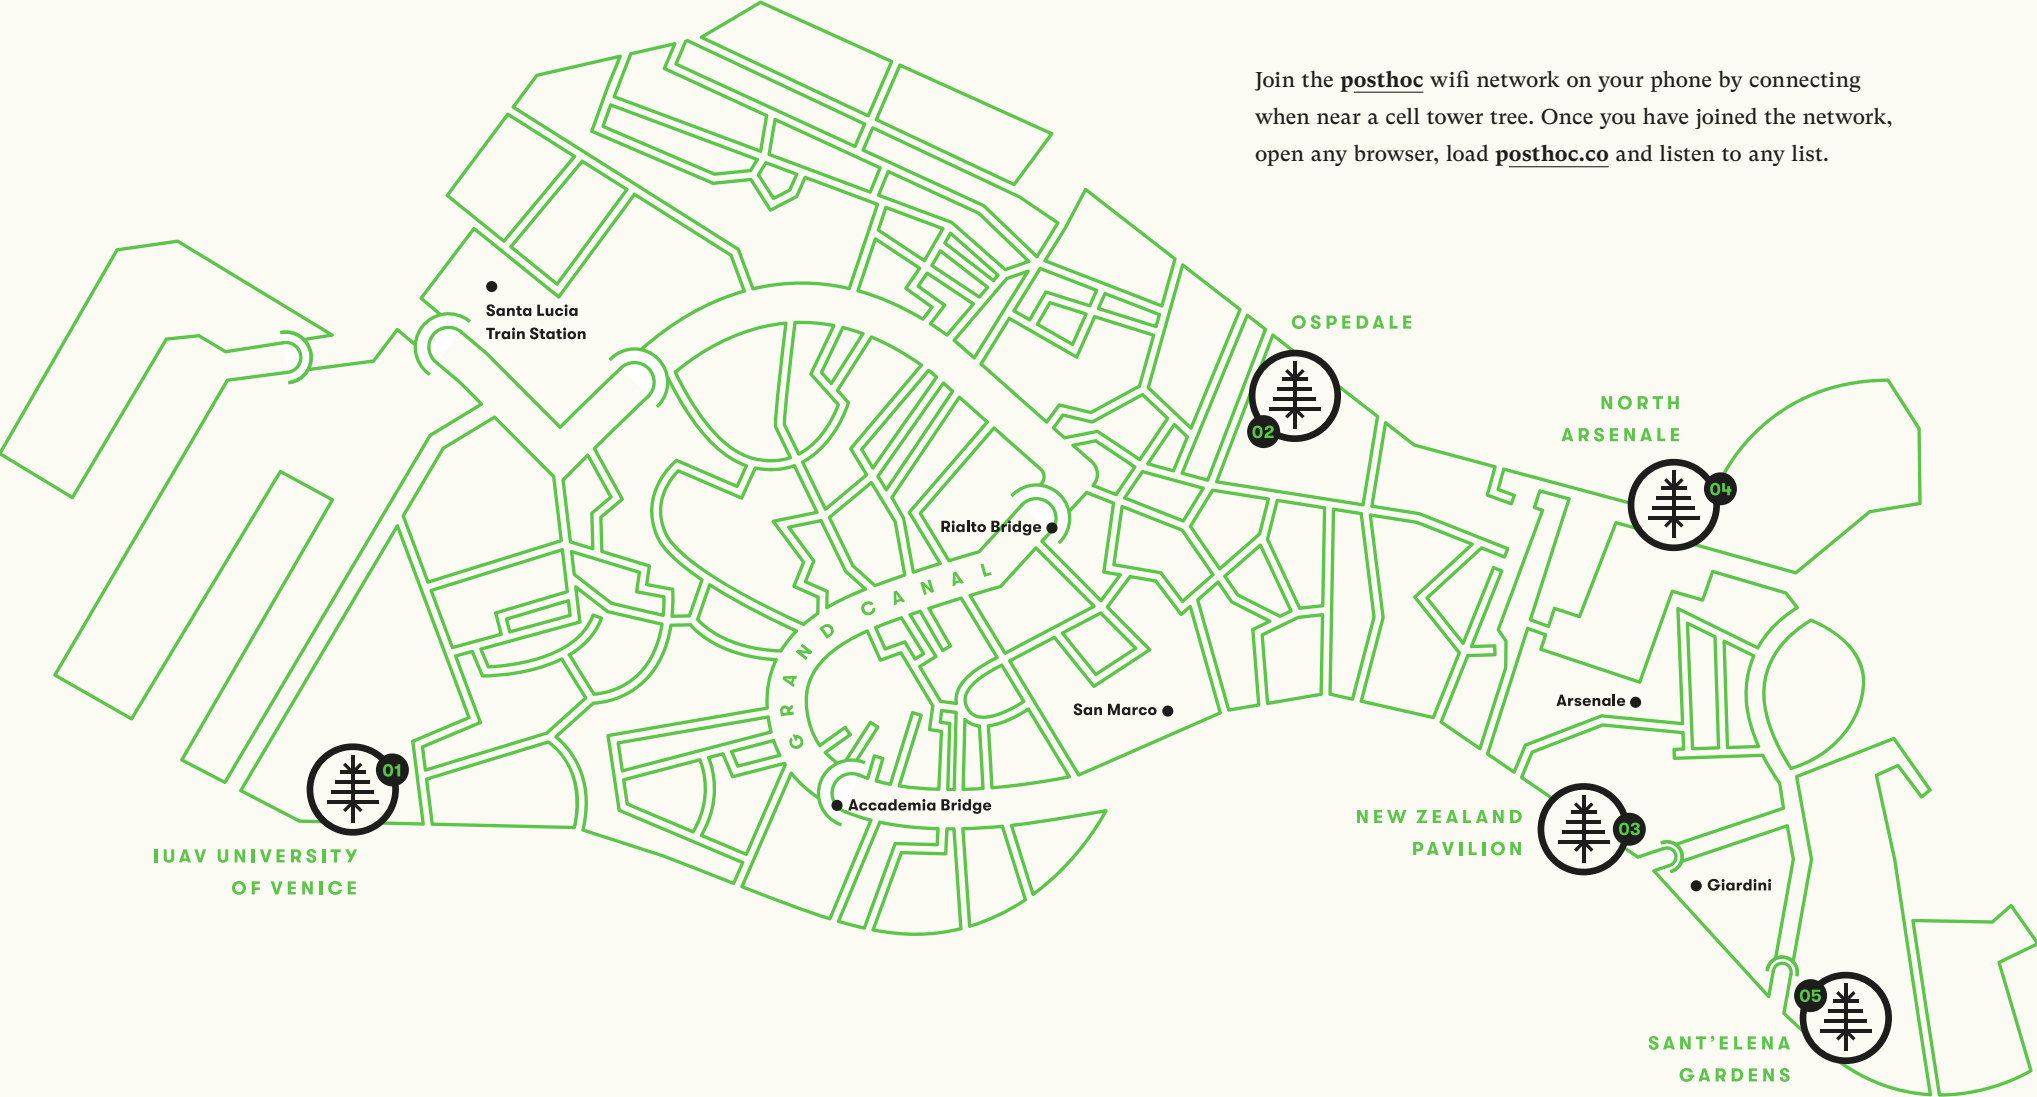 Join the posthoc wifi network on your phone by connecting
when near a cell tower tree. Once you have joined the network,
open any browser, load posthoc.co and listen to any list.
Santa Lucia
Train Station
OSPEDALE
02
NORTH
ARSENALE
04
Rialto Bridge
GRAND CANAL
San Marco
Arsenale
01
IUAV UNIVERSITY
OF VENICE
Accademia Bridge
NEW ZEALAND
PAVILION
03
Giardini
05
SANT’ELENA
GARDENS